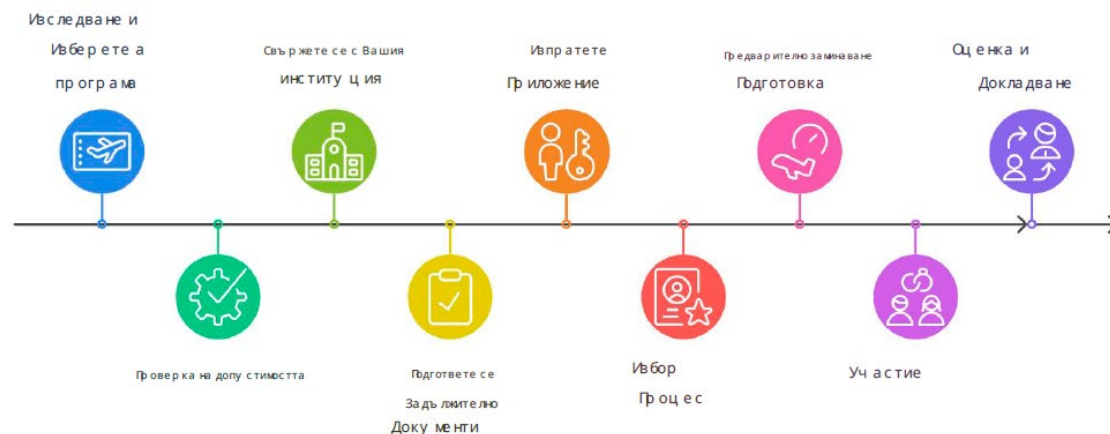 Изследване и
Изберете а
програма
Проверка на допустимостта
Свържете се с Вашия
институция
Подгответе се
Задължително
Документи
Изпратете
Приложение
Избор
Процес
Предварително заминаване
Подготовка
Участие
Оценка и
Докладване